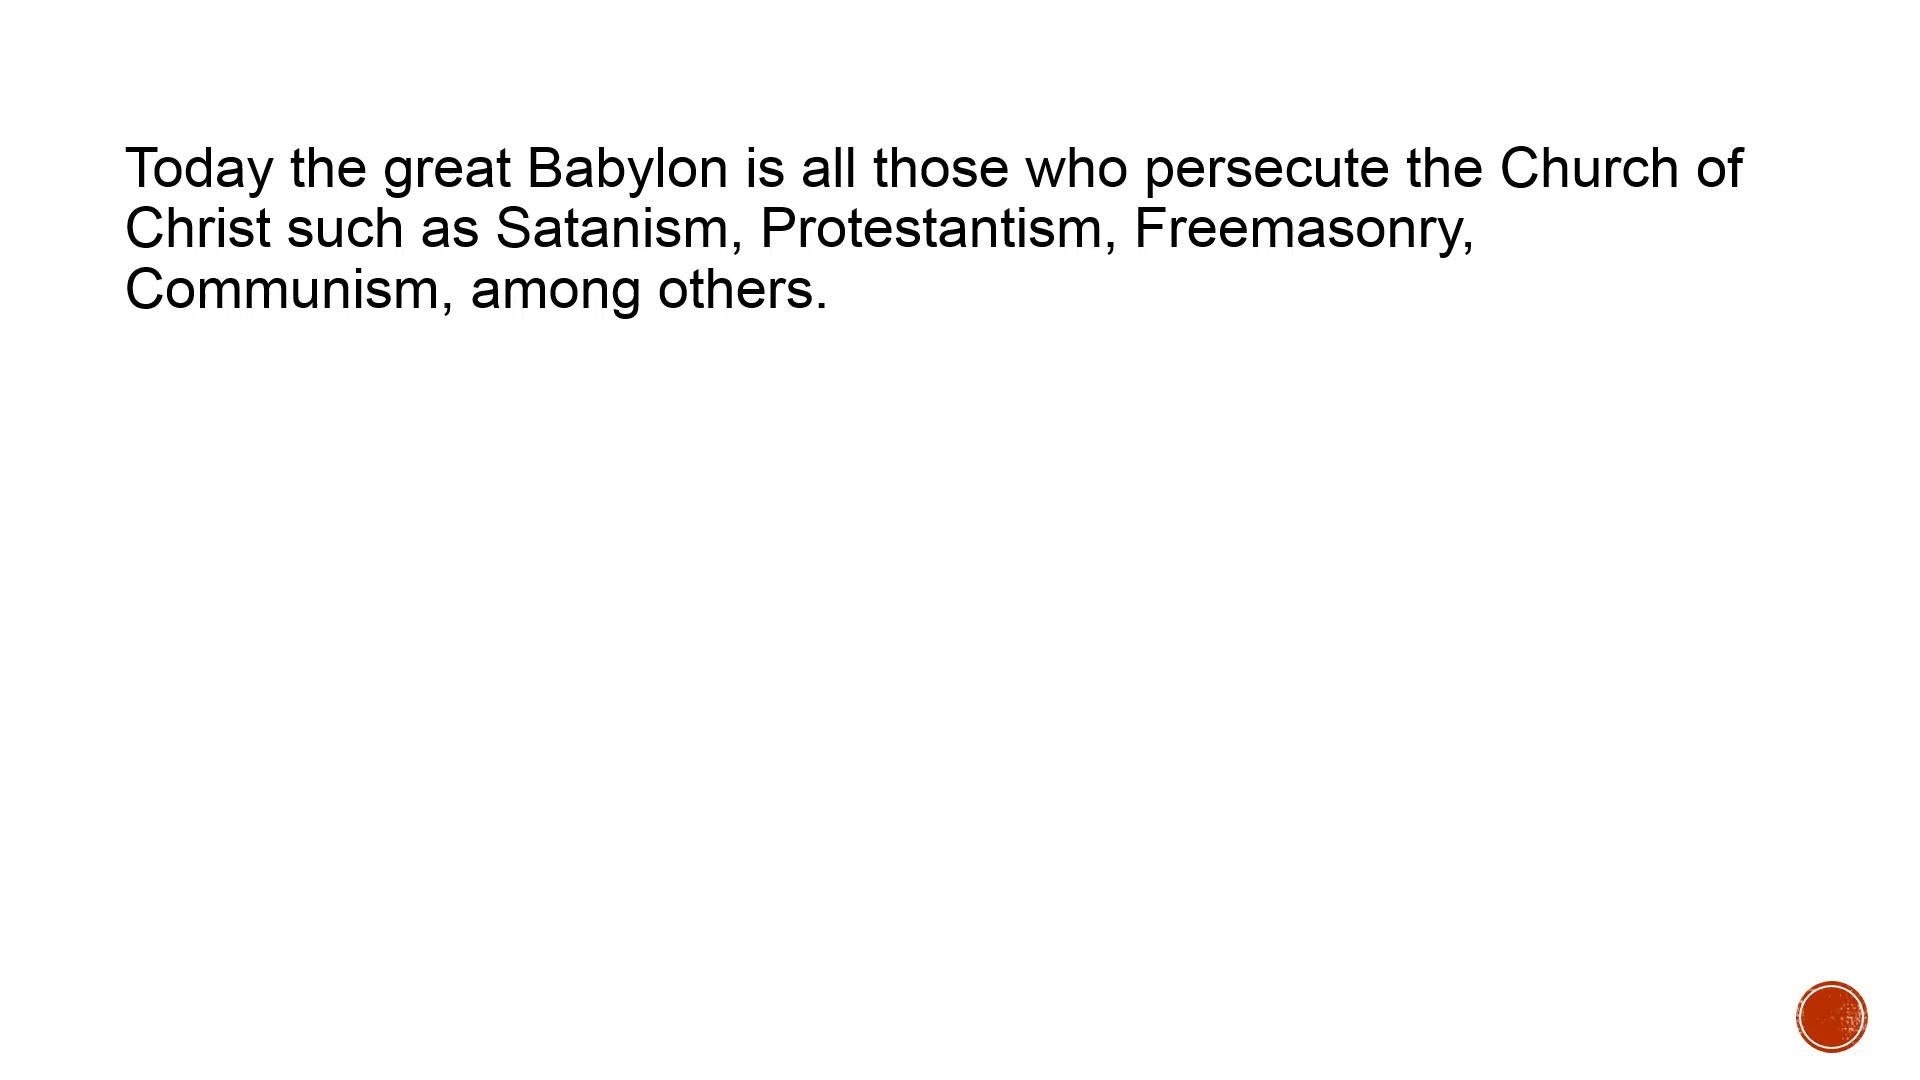 Today the great Babylon is all those who persecute the Church of
Christ such as Satanism, Protestantism, Freemasonry,
Communism, among others.